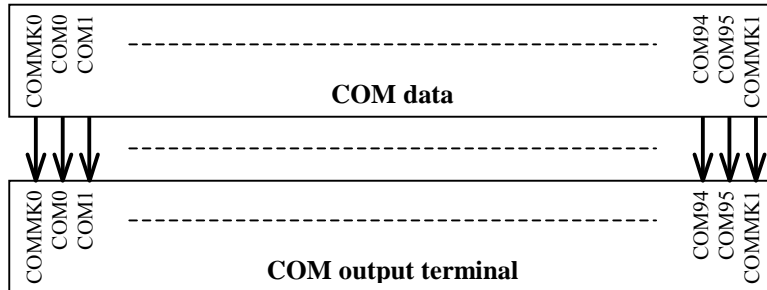 COMMK0
COM0
COM1
COM94
COM95
COMMK1
COM data
COMMK0
COM0
COM1
COM94
COM95
COMMK1
COM output terminal